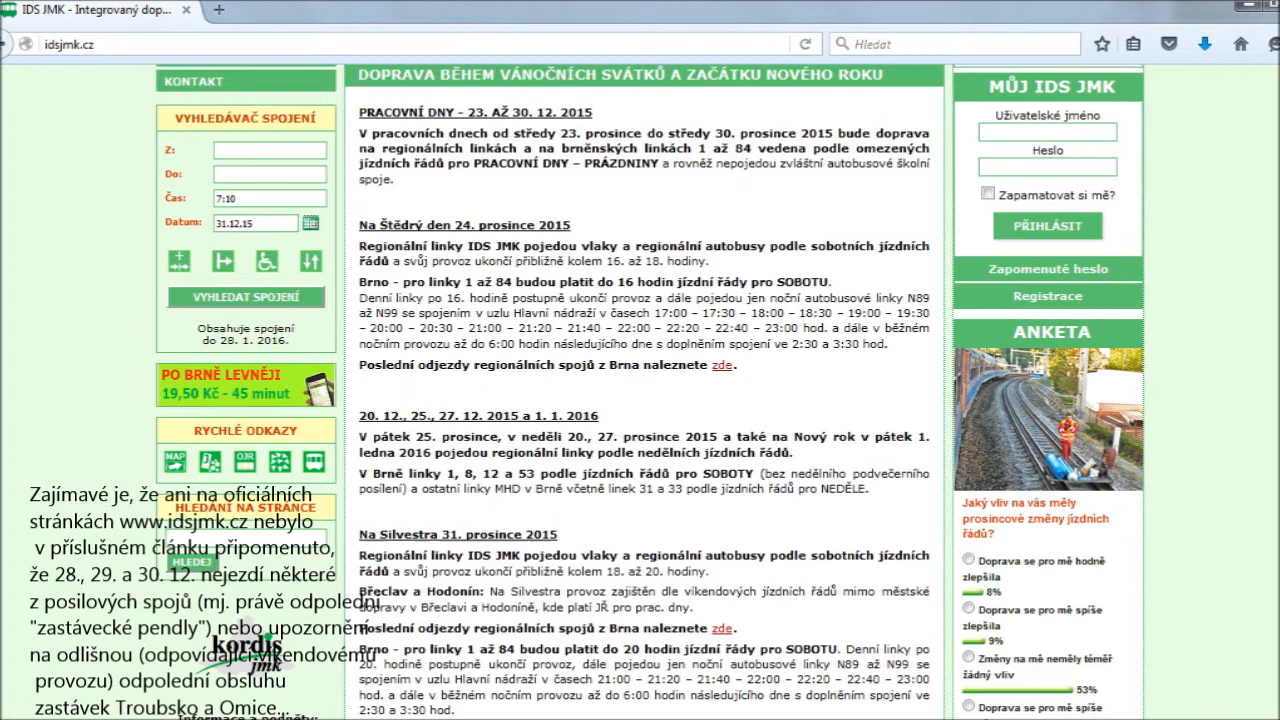 IDS JMK - Integrovaný dop...
idsjmk.cz
Hledat
KONTAKT
VYHLEDÁVAČ SPOJENÍ
Z:
Do:
Čas: 7:10
Datum: 31.12.15
VYHLEDAT SPOJENÍ
Obsahuje spojení
do 28. 1. 2016.
PO BRNĚ LEVNĚJI
19,50 Kč - 45 minut
RYCHLÉ ODKAZY
MAP
OJR
HLEDÁNÍ NA STRÁNCE
HLEDEJ
kordis
jmk
Informace a podněty:
Zajímavé je, že ani na oficiálních
stránkách www.idsjmk.cz nebylo
v příslušném článku připomenuto,
že 28., 29. a 30. 12. nejezdí některé
z posilových spojů (mj. právě odpolední
"zastávecké pendly") nebo upozornění
na odlišnou (odpovídající víkendovému
provozu) odpolední obsluhu
zastávek Troubsko a Omice...
DOPRAVA BĚHEM VÁNOČNÍCH SVÁTKŮ A ZAČÁTKU NOVÉHO ROKU
PRACOVNÍ DNY - 23. AŽ 30. 12. 2015
V pracovních dnech od středy 23. prosince do středy 30. prosince 2015 bude doprava
na regionálních linkách a na brněnských linkách 1 až 84 vedena podle omezených
jízdních řádů pro PRACOVNÍ DNY – PRÁZDNINY a rovněž nepojedou zvláštní autobusové školní
spoje.
Na Štědrý den 24. prosince 2015
Regionální linky IDS JMK pojedou vlaky a regionální autobusy podle sobotních jízdních
řádů a svůj provoz ukončí přibližně kolem 16. až 18. hodiny.
Brno - pro linky 1 až 84 budou platit do 16 hodin jízdní řády pro SOBOTU.
Denní linky po 16. hodině postupně ukončí provoz a dále pojedou jen noční autobusové linky N89
až N99 se spojením v uzlu Hlavní nádraží v časech 17:00 – 17:30 – 18:00 – 18:30 – 19:00 – 19:30
– 20:00 – 20:30 – 21:00 – 21:20 – 21:40 – 22:00 – 22:20 – 22:40 – 23:00 hod. a dále v běžném
nočním provozu až do 6:00 hodin následujícího dne s doplněním spojení ve 2:30 a 3:30 hod.
Poslední odjezdy regionálních spojů z Brna naleznete zde.
20. 12., 25., 27. 12. 2015 a 1. 1. 2016
V pátek 25. prosince, v neděli 20., 27. prosince 2015 a také na Nový rok v pátek 1.
ledna 2016 pojedou regionální linky podle nedělních jízdních řádů.
V Brně linky 1, 8, 12 a 53 podle jízdních řádů pro SOBOTY (bez nedělního podvečerního
posílení) a ostatní linky MHD v Brně včetně linek 31 a 33 podle jízdních řádů pro NEDĚLE.
Na Silvestra 31. prosince 2015
Regionální linky IDS JMK pojedou vlaky a regionální autobusy podle sobotních jízdních
řádů a svůj provoz ukončí přibližně kolem 18. až 20. hodiny.
Břeclav a Hodonín: Na Silvestra provoz zajištěn dle víkendových jízdních řádů mimo městské
dopravy v Břeclavi a Hodoníně, kde platí JŘ pro prac. dny.
Poslední odjezdy regionálních spojů z Brna naleznete zde.
Brno - pro linky 1 až 84 budou platit do 20 hodin jízdní řády pro SOBOTU. Denní linky po
20. hodině postupně ukončí provoz, dále pojedou jen noční autobusové linky N89 až N99 se
spojením v uzlu Hlavní nádraží v časech 21:00 – 21:20 – 21:40 – 22:00 – 22:20 – 22:40 – 23:00
hod. a dále v běžném nočním provozu až do 6:00 hodin následujícího dne s doplněním spojení ve
2:30 a 3:30 hod.
MŮJ IDS JMK
Uživatelské jméno
Heslo
Zapamatovat si mě?
PŘIHLÁSIT
Zapomenuté heslo
Registrace
ANKETA
Jaký vliv na vás měly
prosincové změny jízdních
řádů?
Doprava se pro mě hodně
zlepšila
8%
Doprava se pro mě spíše
zlepšila
9%
Změny na mě neměly téměř
žádný vliv
53%
Doprava se pro mě spíše